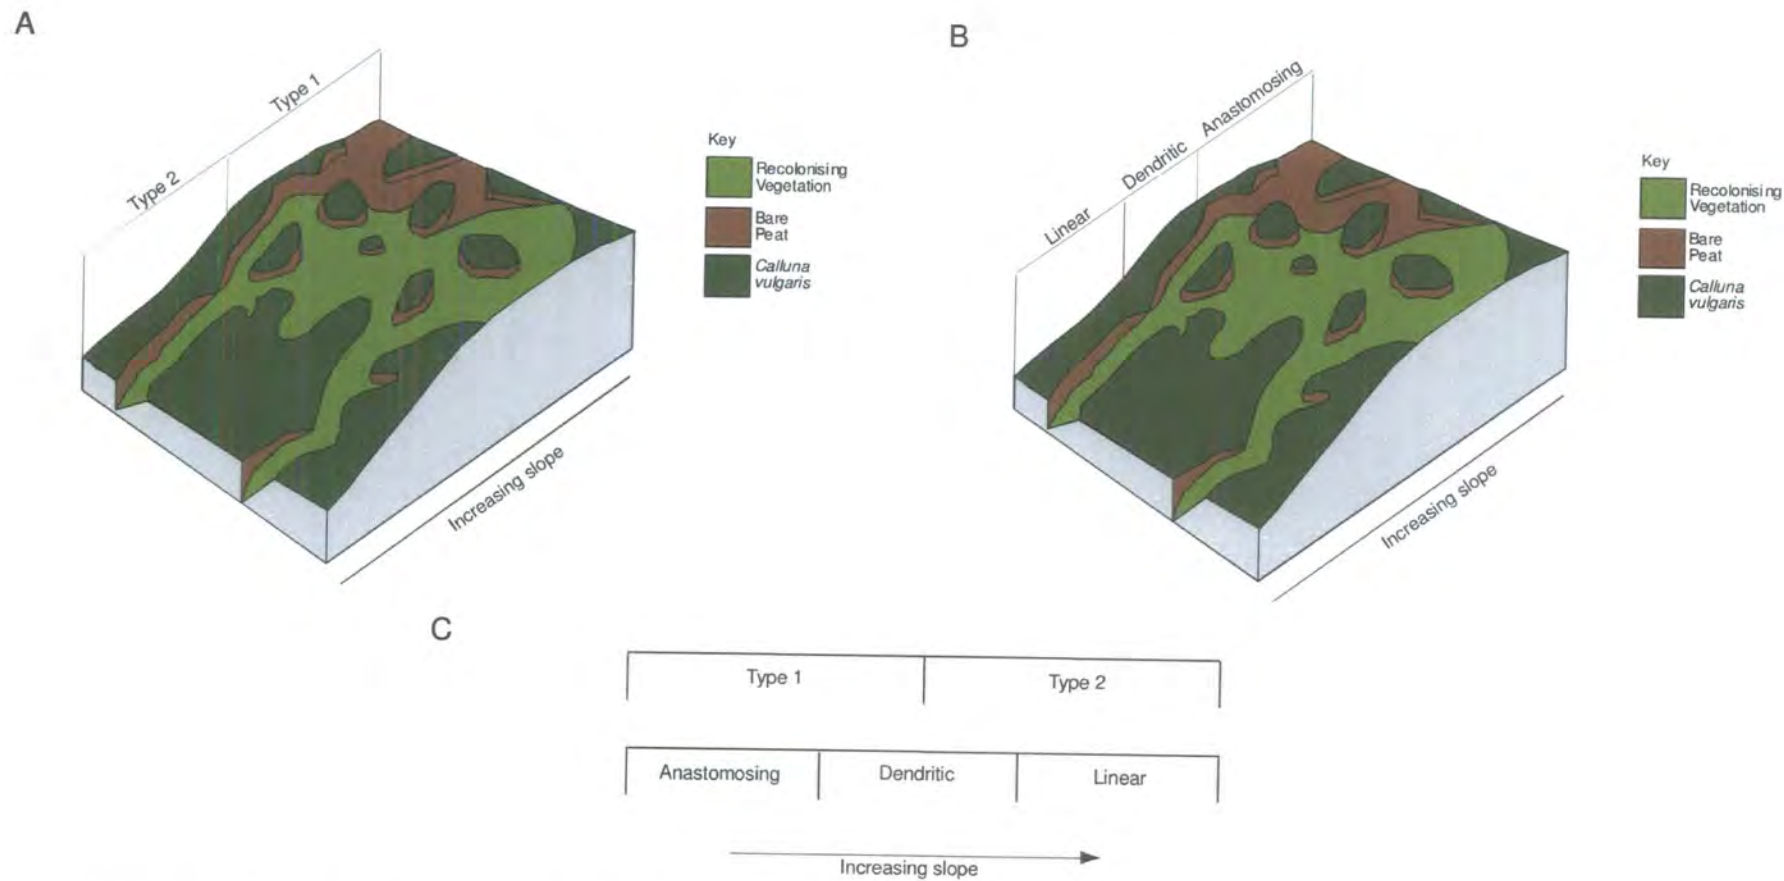 A
Type 1
Type 2
Key
Recolonising
Vegetation
Bare
Peat
Calluna
vulgaris
Increasing slope
B
Anastomosing
Dendritic
Linear
Key
Recolonising
Vegetation
Bare
Peat
Calluna
vulgaris
Increasing slope
C
Type 1
Type 2
Anastomosing
Dendritic
Linear
Increasing slope